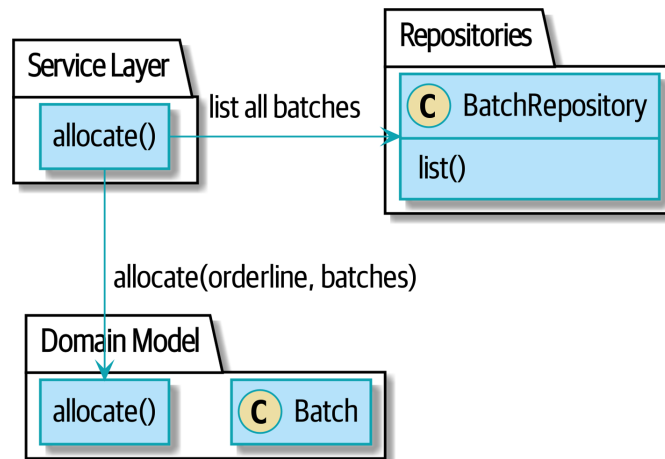 Service Layer
allocate()
list all batches
Repositories
C BatchRepository
list()
allocate(orderline, batches)
Domain Model
allocate()
C Batch